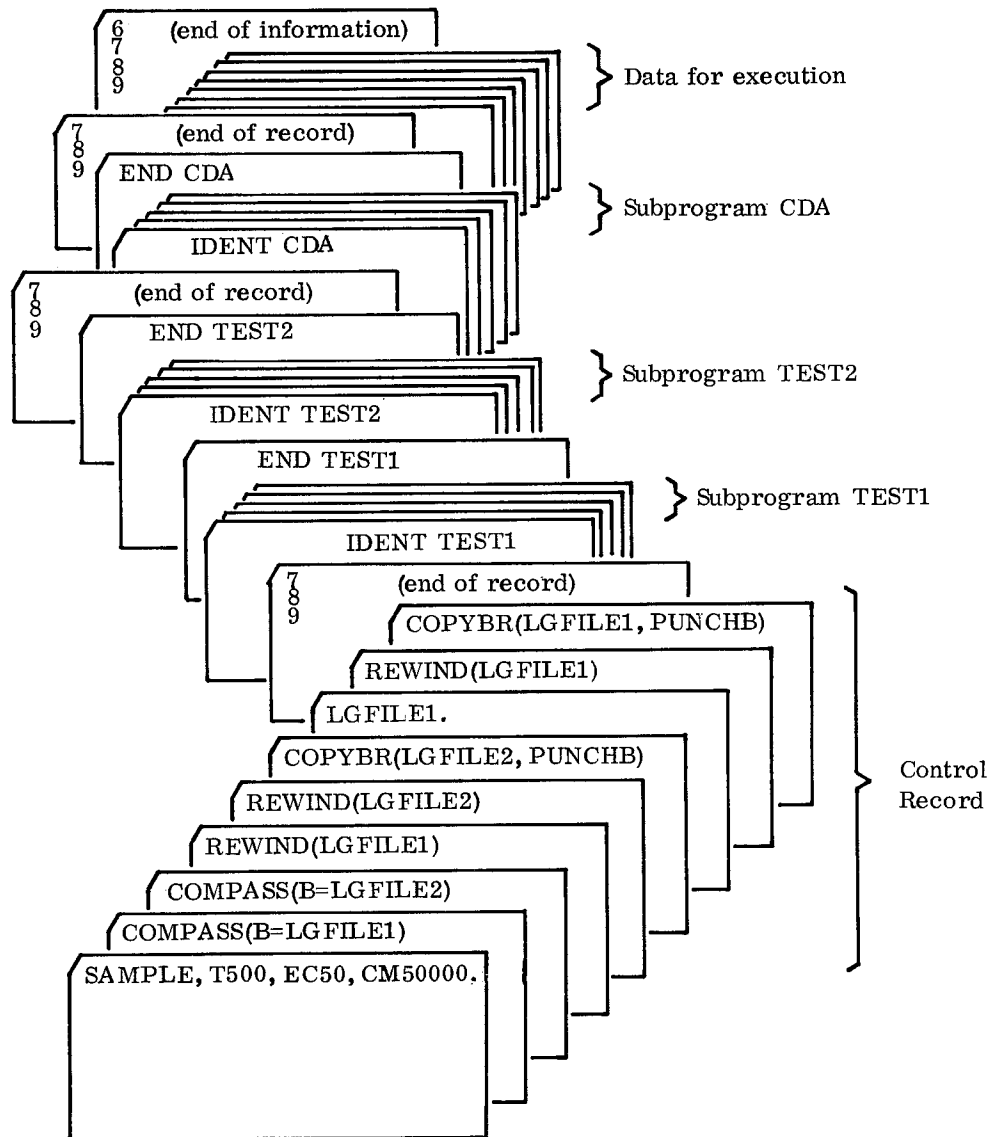 6 (end of information)
7
8
9
Data for execution
7 (end of record)
8
9
END CDA
Subprogram CDA
IDENT CDA
7 (end of record)
8
9
END TEST2
Subprogram TEST2
IDENT TEST2
END TEST1
Subprogram TEST1
IDENT TEST1
7 (end of record)
8
9
COPYBR(LGFILE1, PUNCHB)
REWIND(LGFILE1)
LGFILE1.
COPYBR(LGFILE2, PUNCHB)
Control
Record
REWIND(LGFILE2)
REWIND(LGFILE1)
COMPASS(B=LGFILE2)
COMPASS(B=LGFILE1)
SAMPLE, T500, EC50, CM50000.